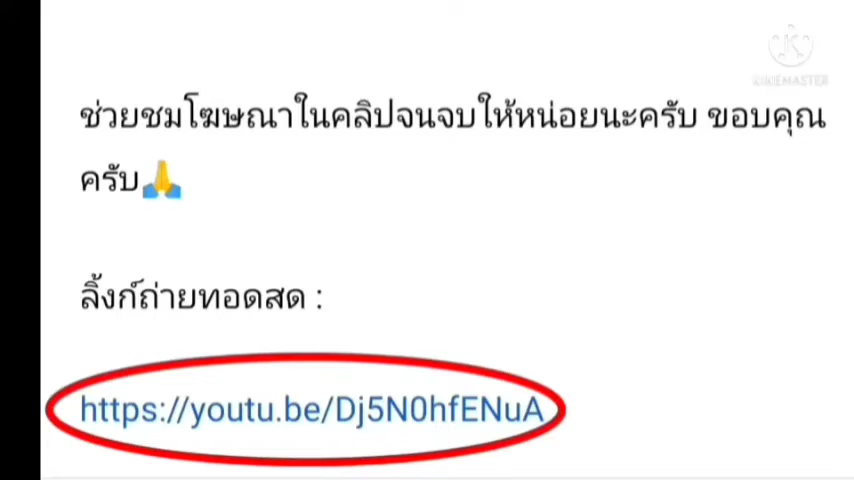 KINEMASTER
ช่วยชมโฆษณาในคลิปจนจบให้หน่อยนะครับ ขอบคุณ
ครับ🙏
ลิ้งก์ถ่ายทอดสด :
https://youtu.be/Dj5N0hfENuA